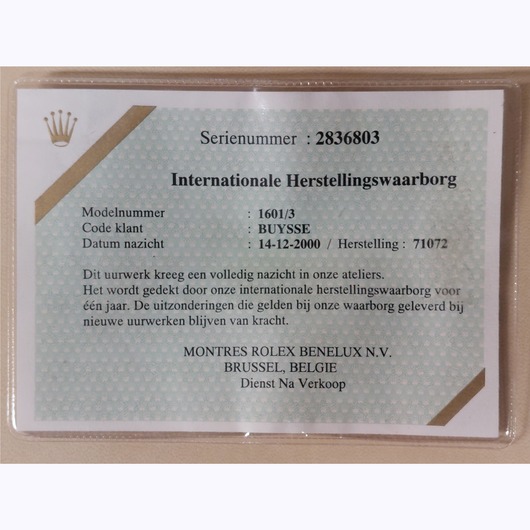 Serienummer : 2836803
Internationale Herstellingswaarborg
Modelnummer : 1601/3
Code klant : BUYSSE
Datum nazicht : 14-12-2000 / Herstelling : 71072
Dit uurwerk kreeg een volledig nazicht in onze ateliers.
Het wordt gedekt door onze internationale herstellingswaarborg voor
één jaar. De uitzonderingen die gelden bij onze waarborg geleverd bij
nieuwe uurwerken blijven van kracht.
MONTRES ROLEX BENELUX N.V.
BRUSSEL, BELGIE
Dienst Na Verkoop